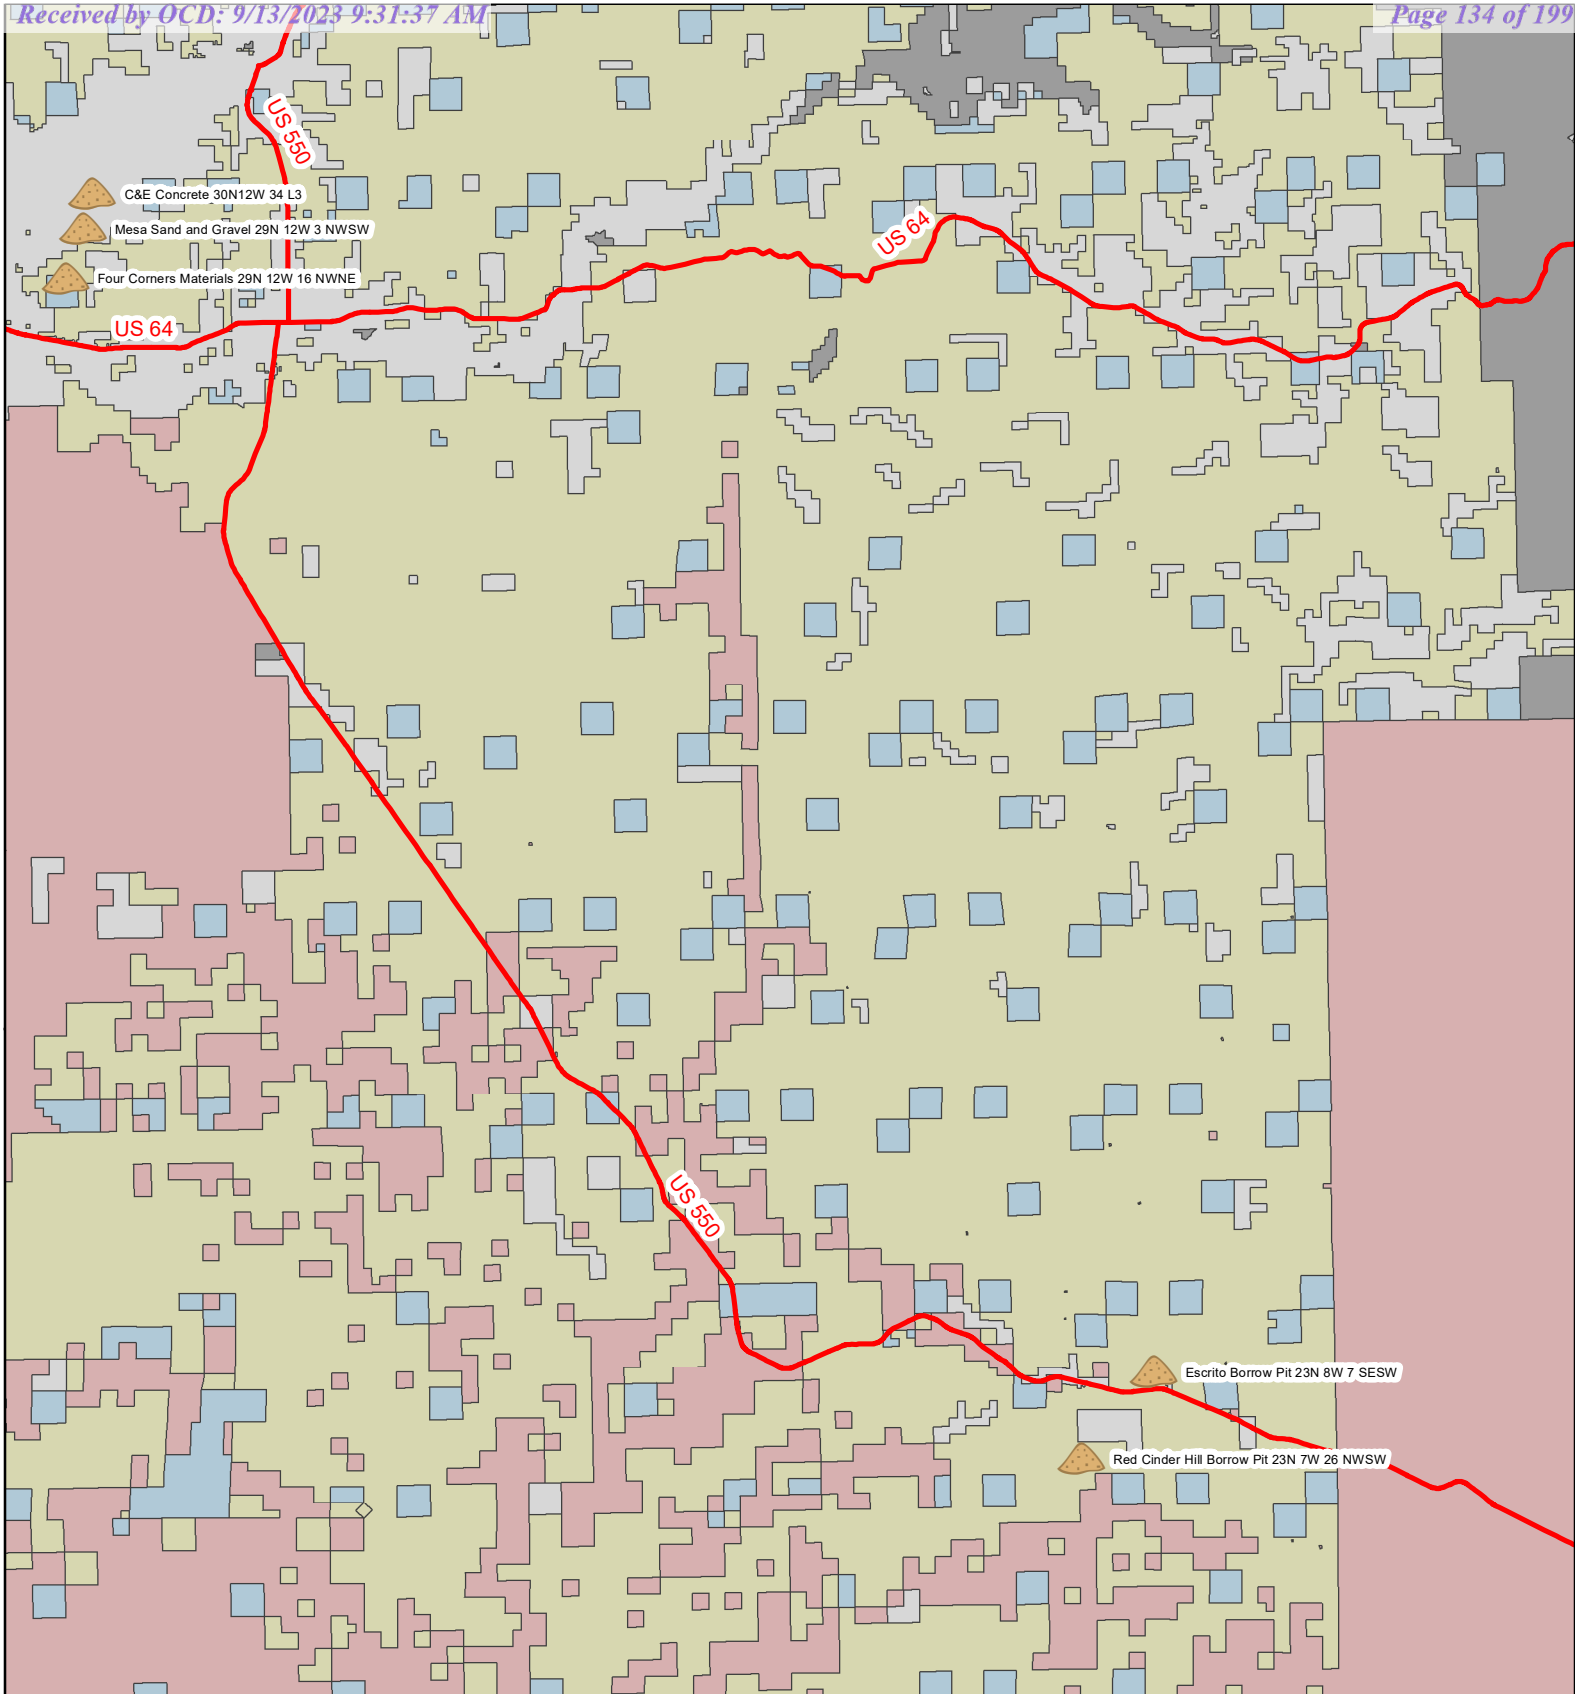 Received by OCD: 9/13/2023 9:31:37 AM
Page 134 of 199
US 550
C&E Concrete 30N12W 34 L3
Mesa Sand and Gravel 29N 12W 3 NWSW
US 64
Four Corners Materials 29N 12W 16 NWNE
US 64
US 550
Escrito Borrow Pit 23N 8W 7 SESW
Red Cinder Hill Borrow Pit 23N 7W 26 NWSW